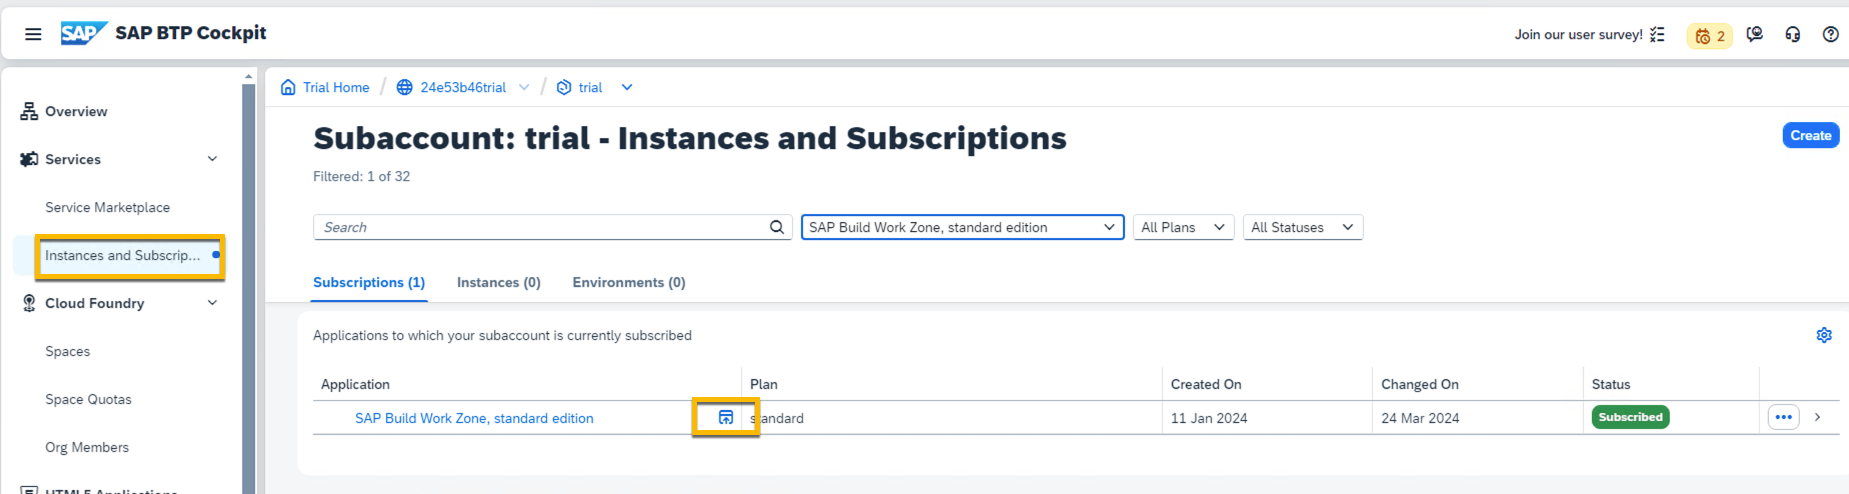 SAP SAP BTP Cockpit
Join our user survey! 2
Overview
Services
Service Marketplace
Instances and Subscrip...
Cloud Foundry
Spaces
Space Quotas
Org Members
HTML5 Applications
Trial Home / 24e53b46trial / trial
Subaccount: trial - Instances and Subscriptions
Create
Filtered: 1 of 32
Search SAP Build Work Zone, standard edition All Plans All Statuses
Subscriptions (1) Instances (0) Environments (0)
Applications to which your subaccount is currently subscribed
Application Plan Created On Changed On Status
SAP Build Work Zone, standard edition standard 11 Jan 2024 24 Mar 2024 Subscribed